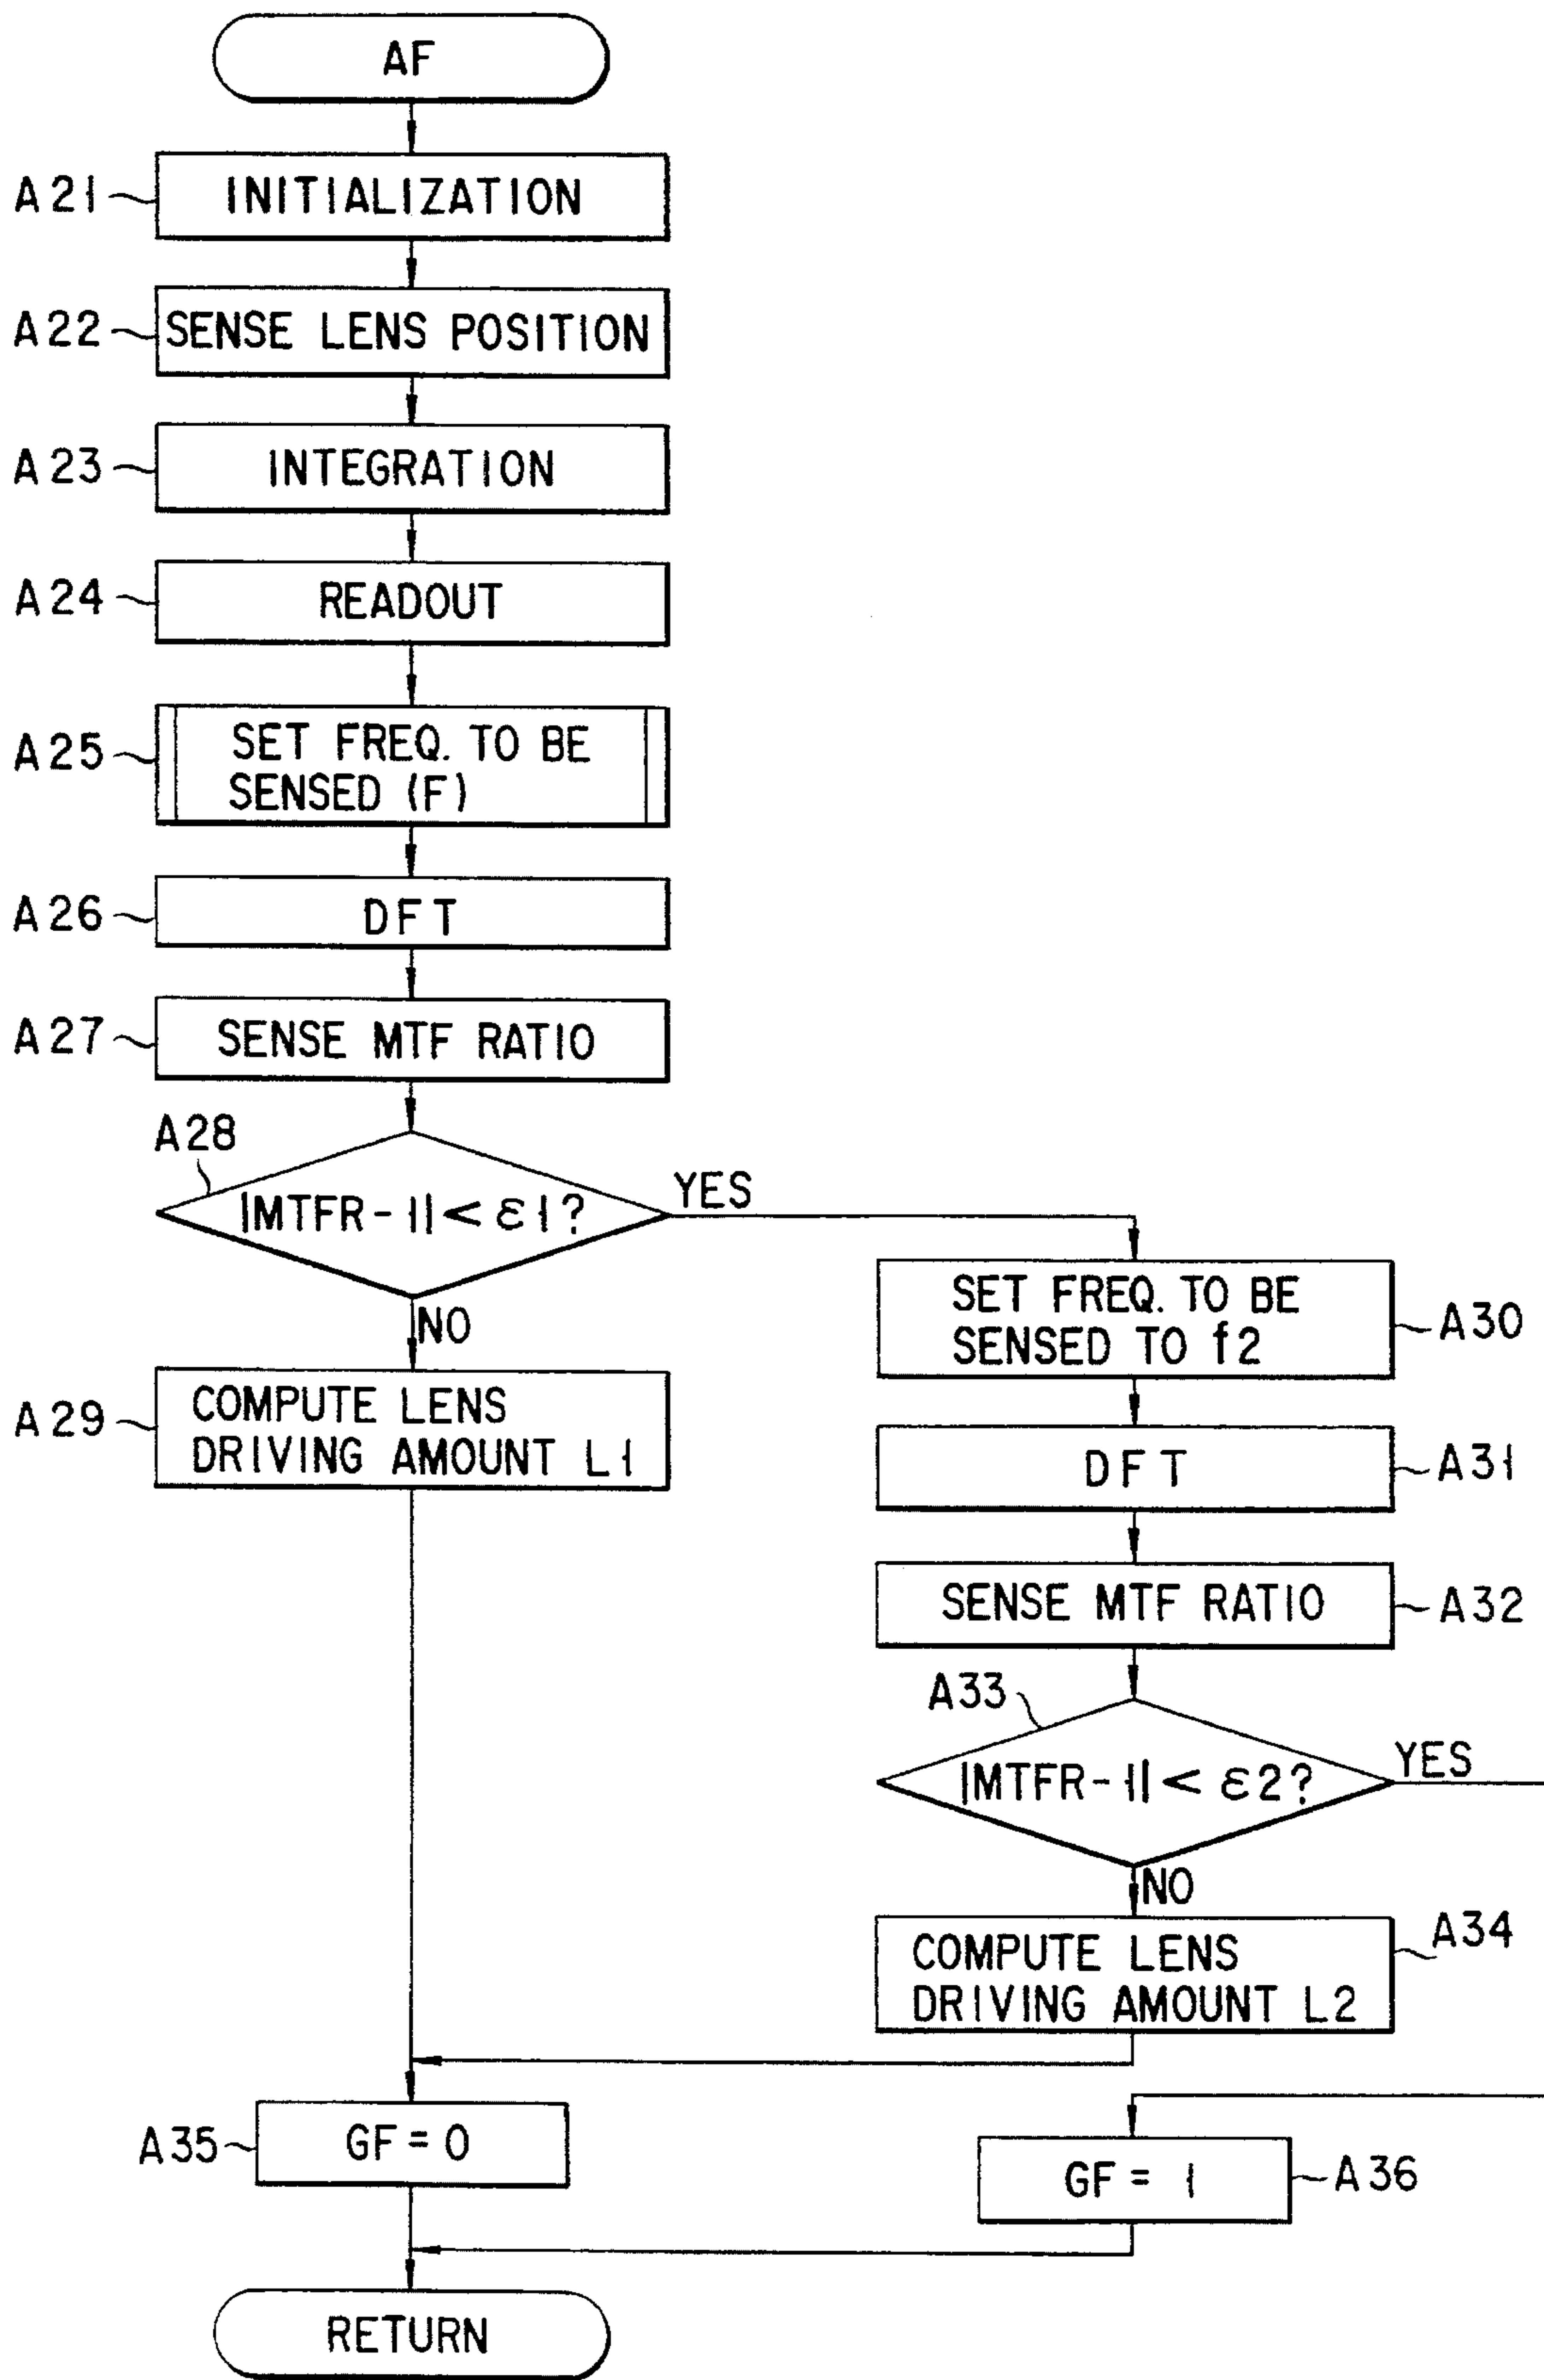 AF
A21
INITIALIZATION
A22
SENSE LENS POSITION
A23
INTEGRATION
A24
READOUT
A25
SET FREQ. TO BE
SENSED (F)
A26
DFT
A27
SENSE MTF RATIO
A28
|MTFR-1| < ε1?
YES
NO
A29
COMPUTE LENS
DRIVING AMOUNT L1
SET FREQ. TO BE
SENSED TO f2
A30
DFT
A31
SENSE MTF RATIO
A32
A33
|MTFR-1| < ε2?
YES
NO
COMPUTE LENS
DRIVING AMOUNT L2
A34
A35
GF = 0
GF = 1
A36
RETURN